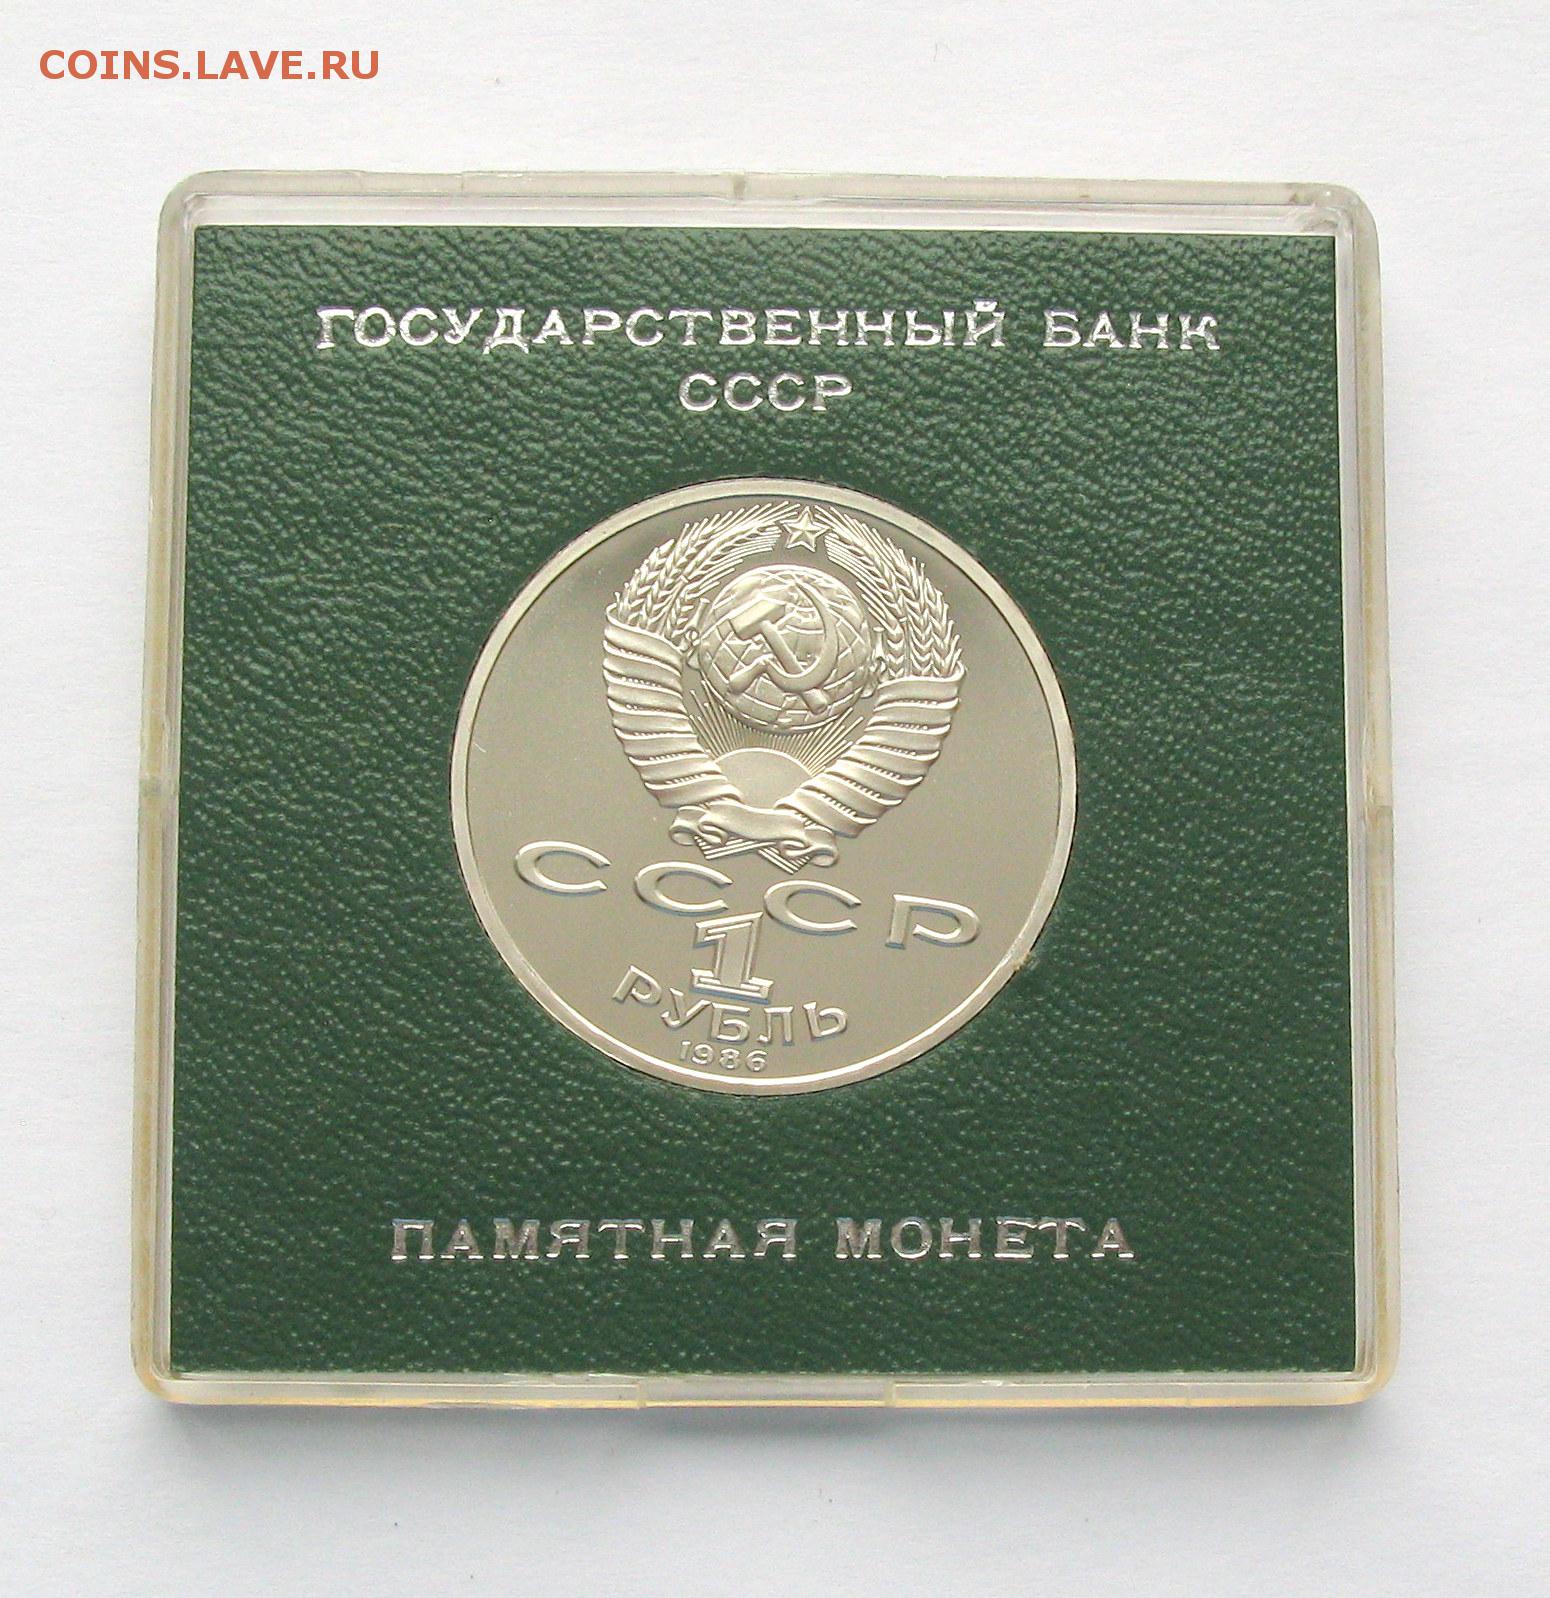 COINS.LAVE.RU
ГОСУДАРСТВЕННЫЙ БАНК
СССР
СССР
1
РУБЛЬ
1986
ПАМЯТНАЯ МОНЕТА